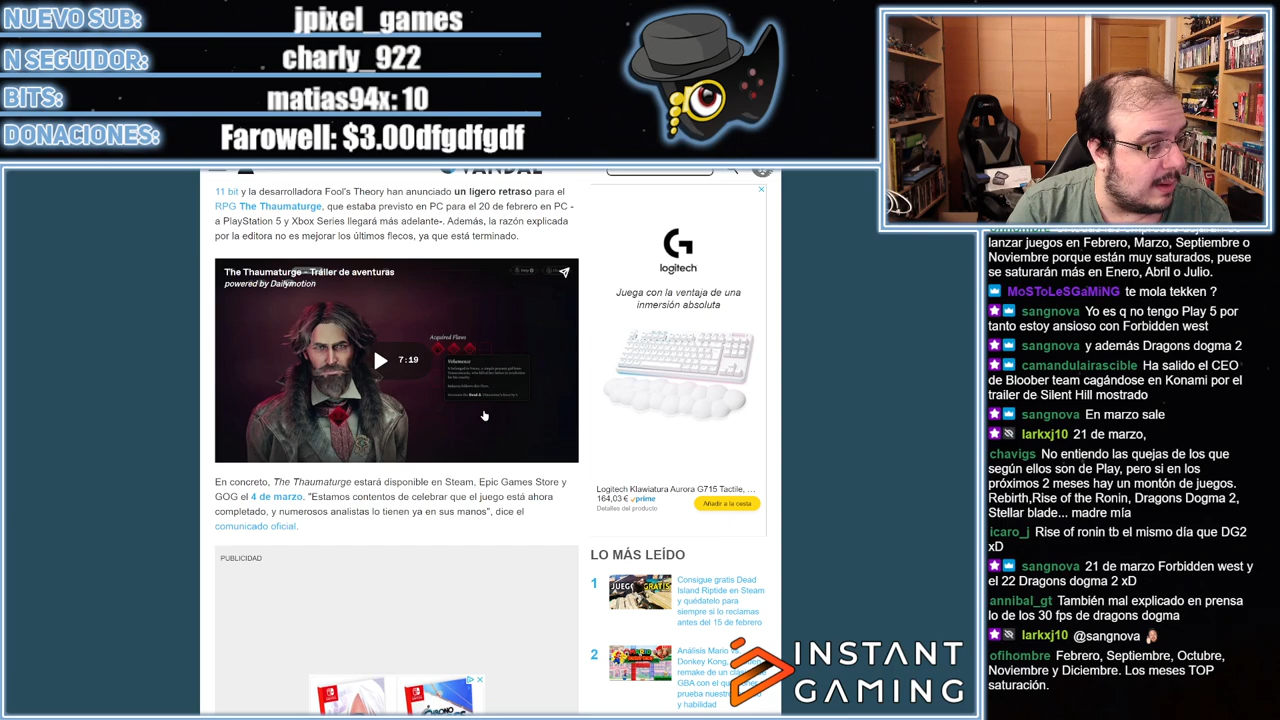 NUEVO SUB:
jpixel_games
N SEGUIDOR:
charly_922
BITS:
matias94x: 10
DONACIONES:
Farowell: $3.00dfgdfgdf
VANDAL
11 bit y la desarrolladora Fool's Theory han anunciado un ligero retraso para el
RPG The Thaumaturge, que estaba previsto en PC para el 20 de febrero en PC -
a PlayStation 5 y Xbox Series llegará más adelante-. Además, la razón explicada
por la editora no es mejorar los últimos flecos, ya que está terminado.
The Thaumaturge - Tráiler de aventuras
powered by Dailymotion
Acquired Flaws
7:19
En concreto, The Thaumaturge estará disponible en Steam, Epic Games Store y
GOG el 4 de marzo. "Estamos contentos de celebrar que el juego está ahora
completado, y numerosos analistas lo tienen ya en sus manos", dice el
comunicado oficial.
PUBLICIDAD
logitech
Juega con la ventaja de una
inmersión absoluta
Logitech Klawiatura Aurora G715 Tactile, ...
164,03 € prime
Detalles del producto
Añadir a la cesta
LO MÁS LEÍDO
1
JUEGO
GRATIS
Consigue gratis Dead
Island Riptide en Steam
y quédatelo para
siempre si lo reclamas
antes del 15 de febrero
2
Análisis Mario vs.
Donkey Kong,
remake de un
GBA con el
prueba nuestr
y habilidad
INSTANT
GAMING
lanzar juegos en Febrero, Marzo, Septiembre o
Noviembre porque están muy saturados, puese
se saturarán más en Enero, Abril o Julio.
MoSToLeSGaMiNG te mola tekken ?
sangnova Yo es q no tengo Play 5 por
tanto estoy ansioso con Forbidden west
sangnova y además Dragons dogma 2
camandulairascible Ha salido el CEO
de Bloober team cagándose en Konami por el
trailer de Silent Hill mostrado
sangnova En marzo sale
larkxj10 21 de marzo,
chavigs No entiendo las quejas de los que
según ellos son de Play, pero si en los
próximos 2 meses hay un montón de juegos.
Rebirth,Rise of the Ronin, Dragons Dogma 2,
Stellar blade... madre mía
icaro_j Rise of ronin tb el mismo día que DG2
xD
sangnova 21 de marzo Forbidden west y
el 22 Dragons dogma 2 xD
annibal_gt También matar explicado en prensa
lo de los 30 fps de dragons dogma
larkxj10 @sangnova
ofihombre Febrero, Septiembre, Octubre,
Noviembre y Diciembre. Los meses TOP
saturación.